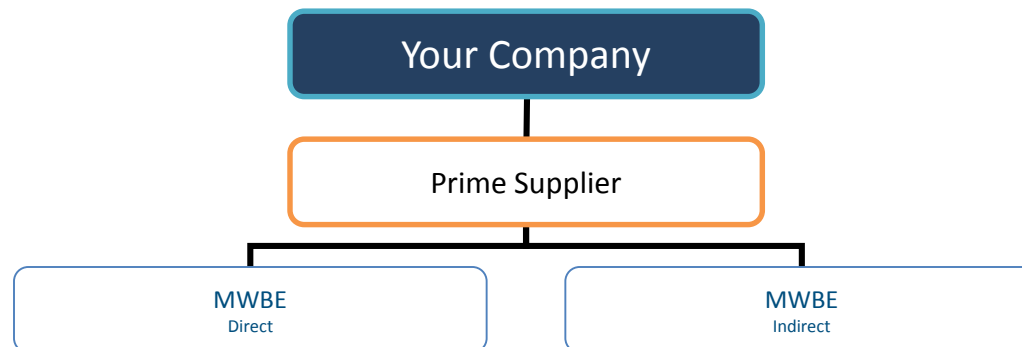 Your Company
Prime Supplier
MWBE
Direct
MWBE
Indirect